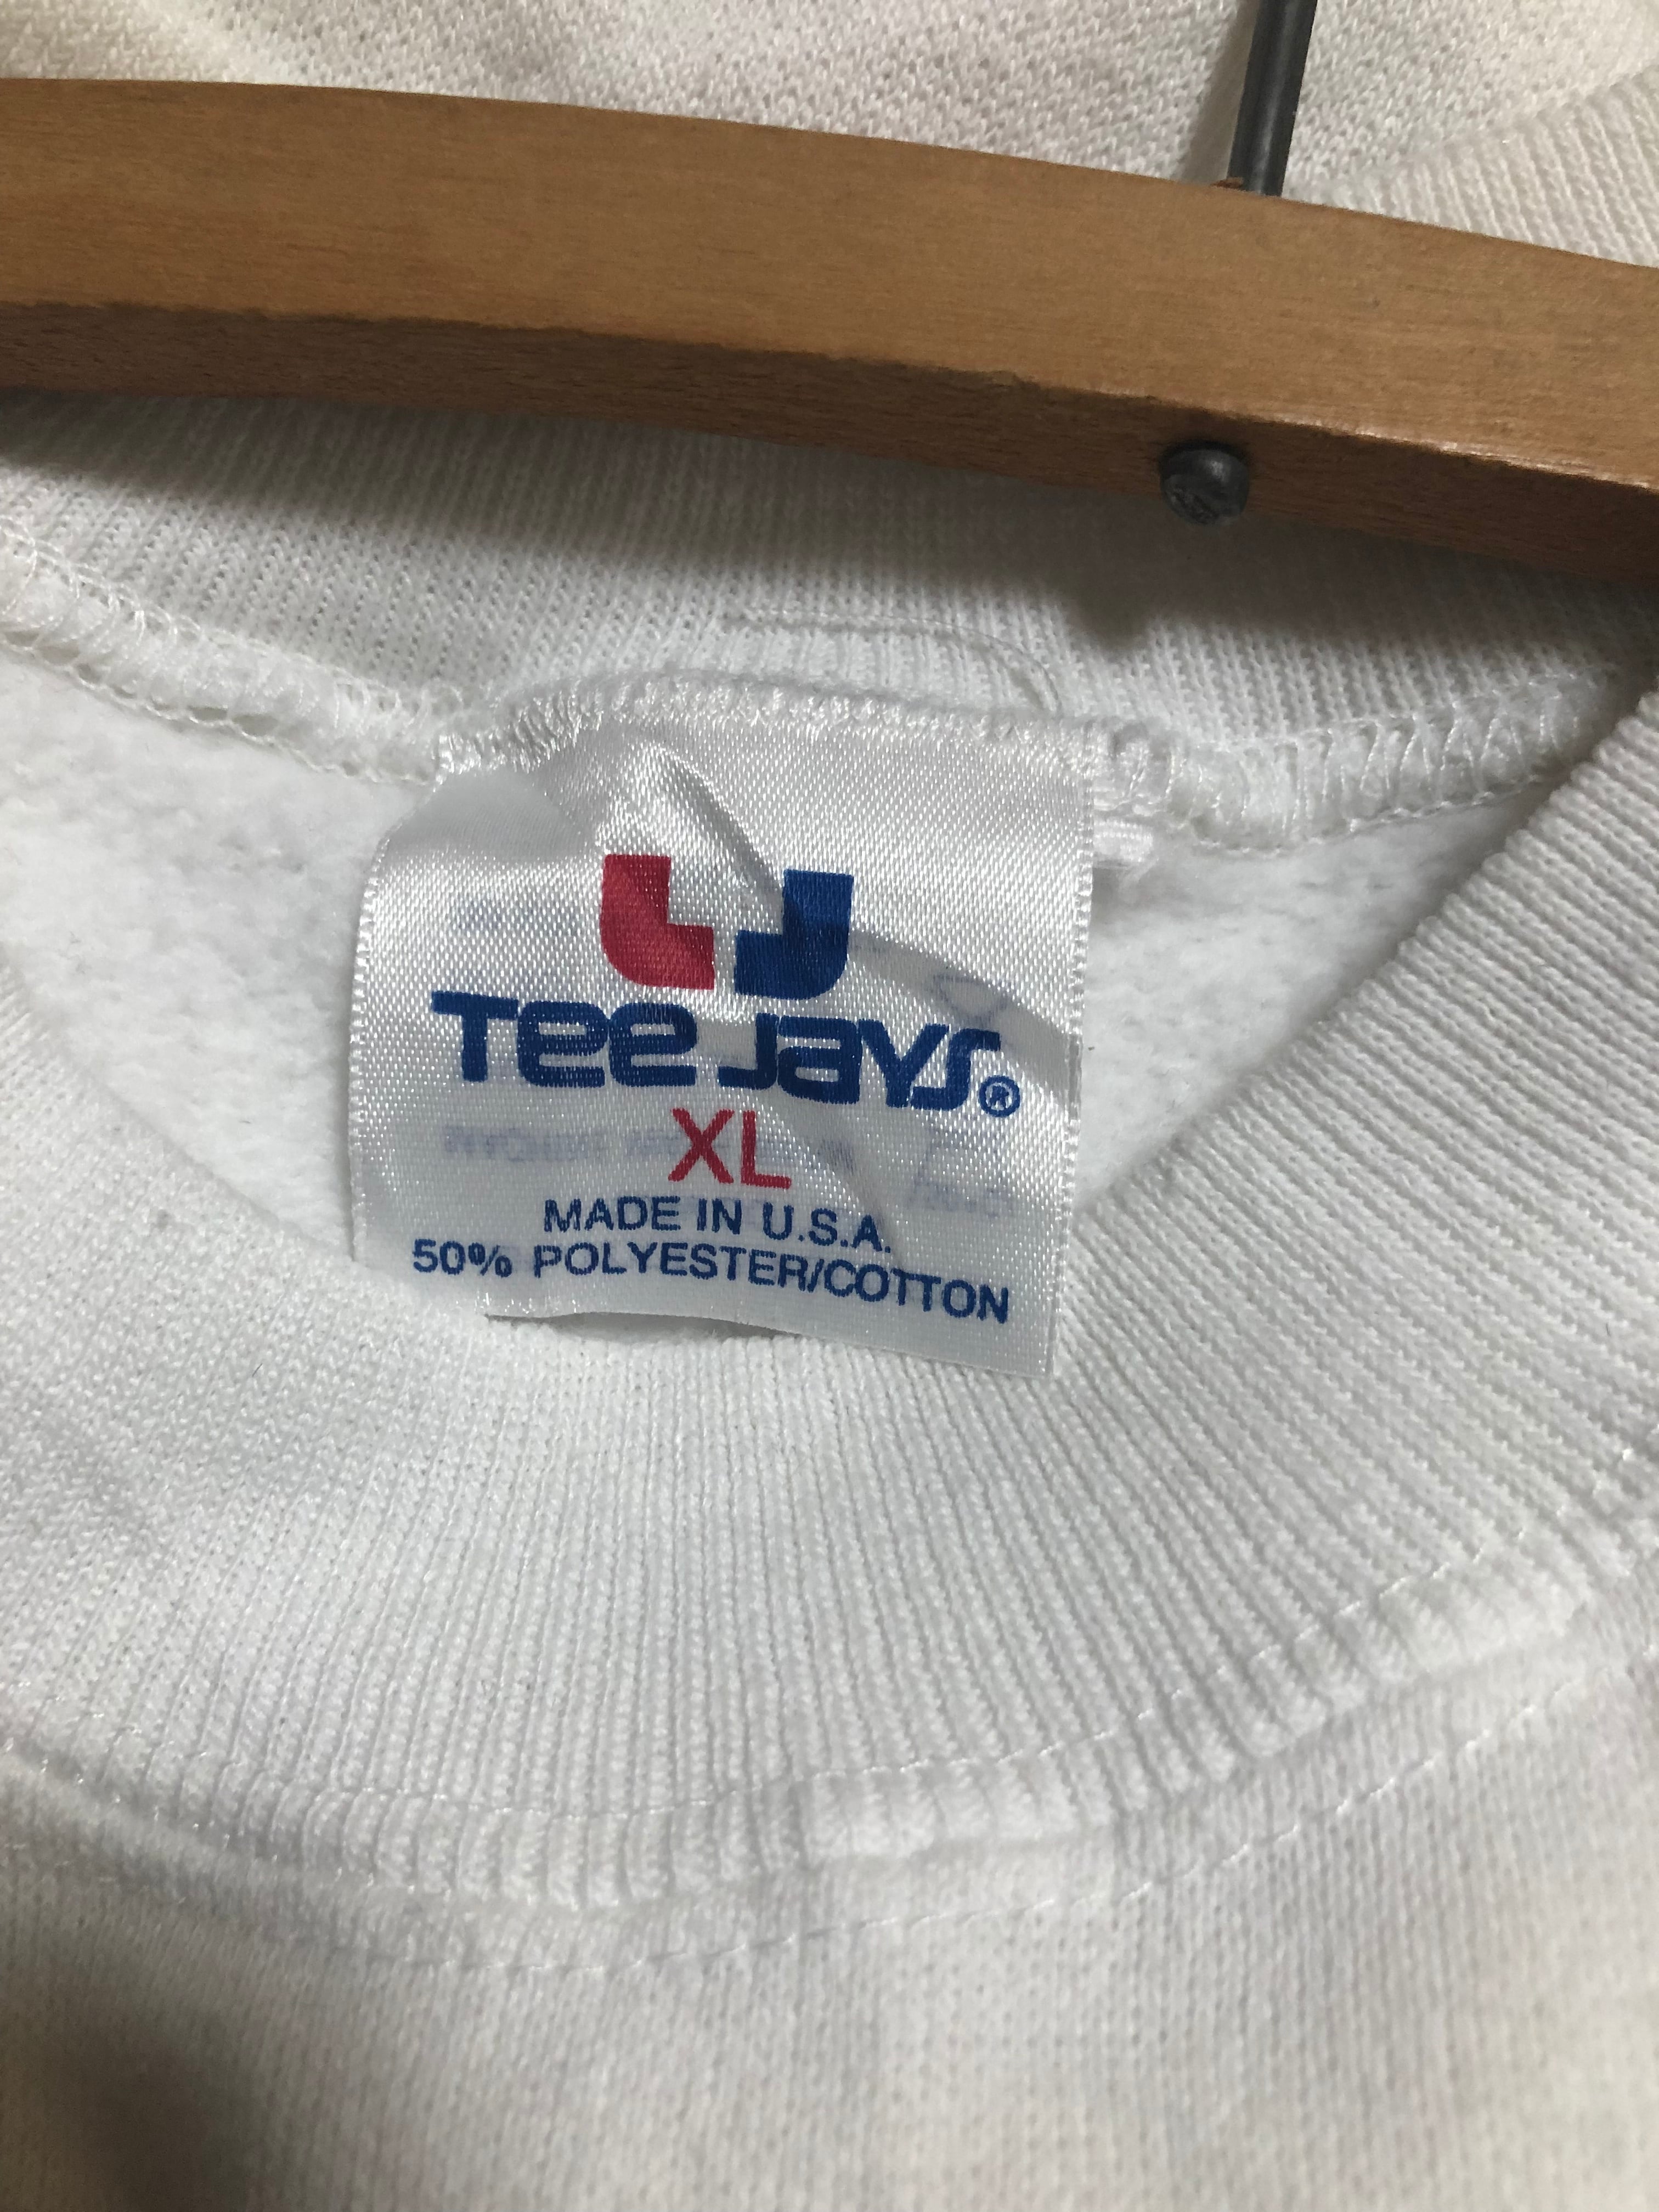 TEE JAYS®
XL
MADE IN U.S.A.
50% POLYESTER/COTTON